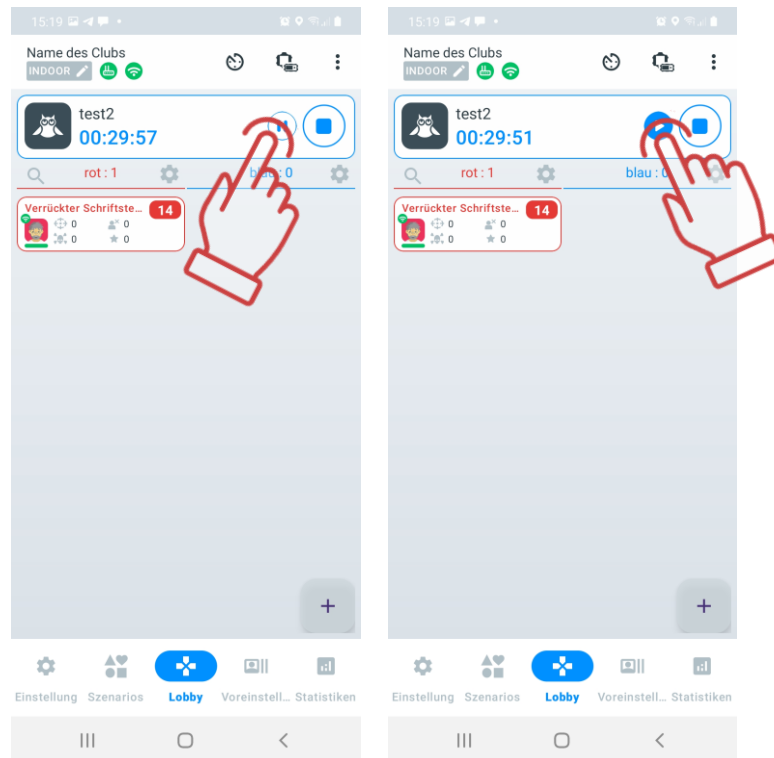 15:19
Name des Clubs
INDOOR
test2
00:29:57
rot : 1
blau : 0
Verrückter Schriftste...
14
0
0
0
0
+
Einstellung
Szenarios
Lobby
Voreinstell...
Statistiken
15:19
Name des Clubs
INDOOR
test2
00:29:51
rot : 1
blau : 0
Verrückter Schriftste...
14
0
0
0
0
+
Einstellung
Szenarios
Lobby
Voreinstell...
Statistiken